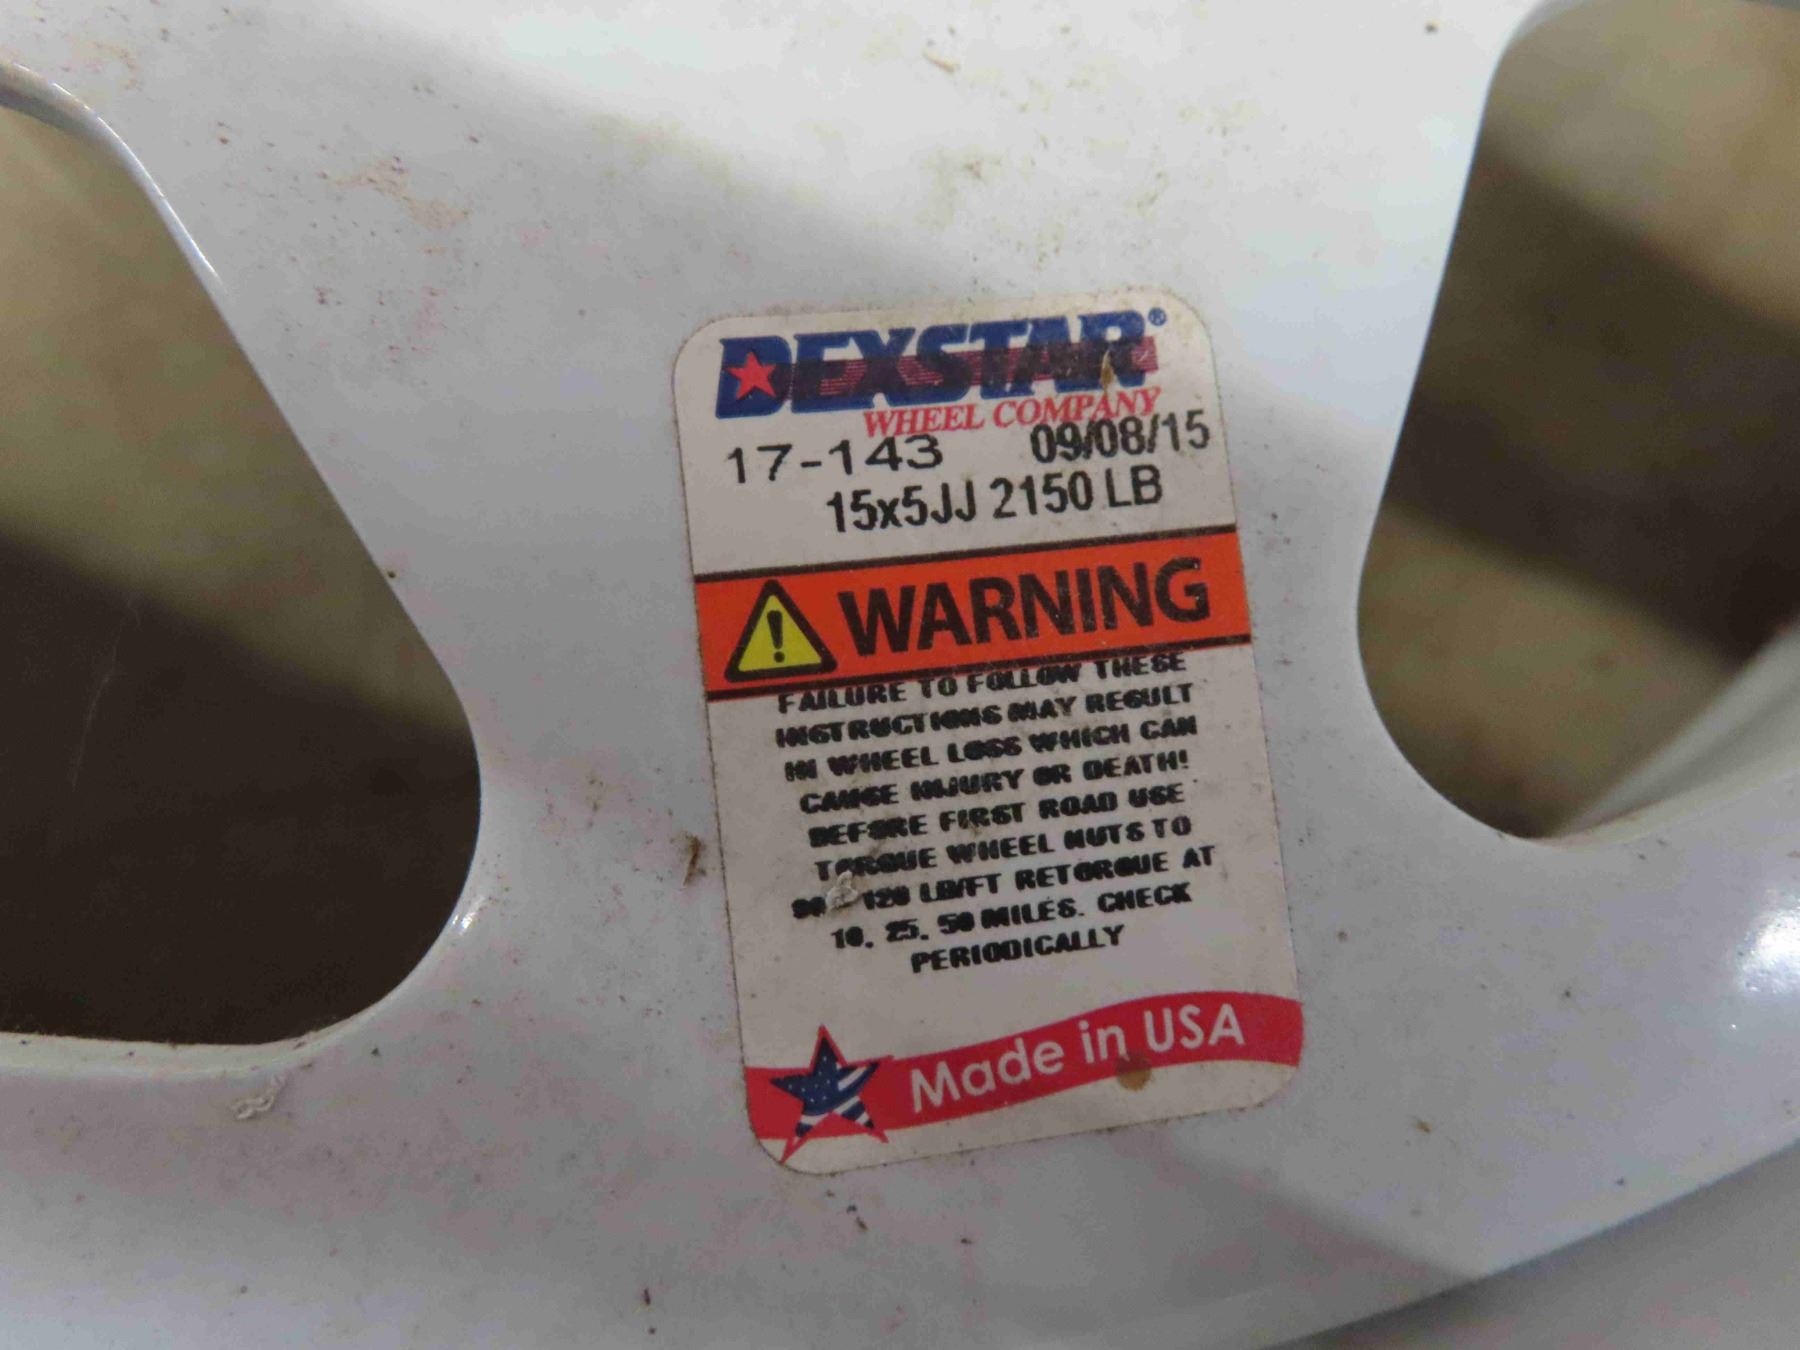 DEXSTAR®
WHEEL COMPANY
17-143 09/08/15
15x5JJ 2150 LB
WARNING
FAILURE TO FOLLOW THESE
INSTRUCTIONS MAY RESULT
IN WHEEL LOSS WHICH CAN
CAUSE INJURY OR DEATH!
BEFORE FIRST ROAD USE
TORQUE WHEEL NUTS TO
90 120 LB/FT RETORQUE AT
10, 25, 50 MILES. CHECK
PERIODICALLY
Made in USA